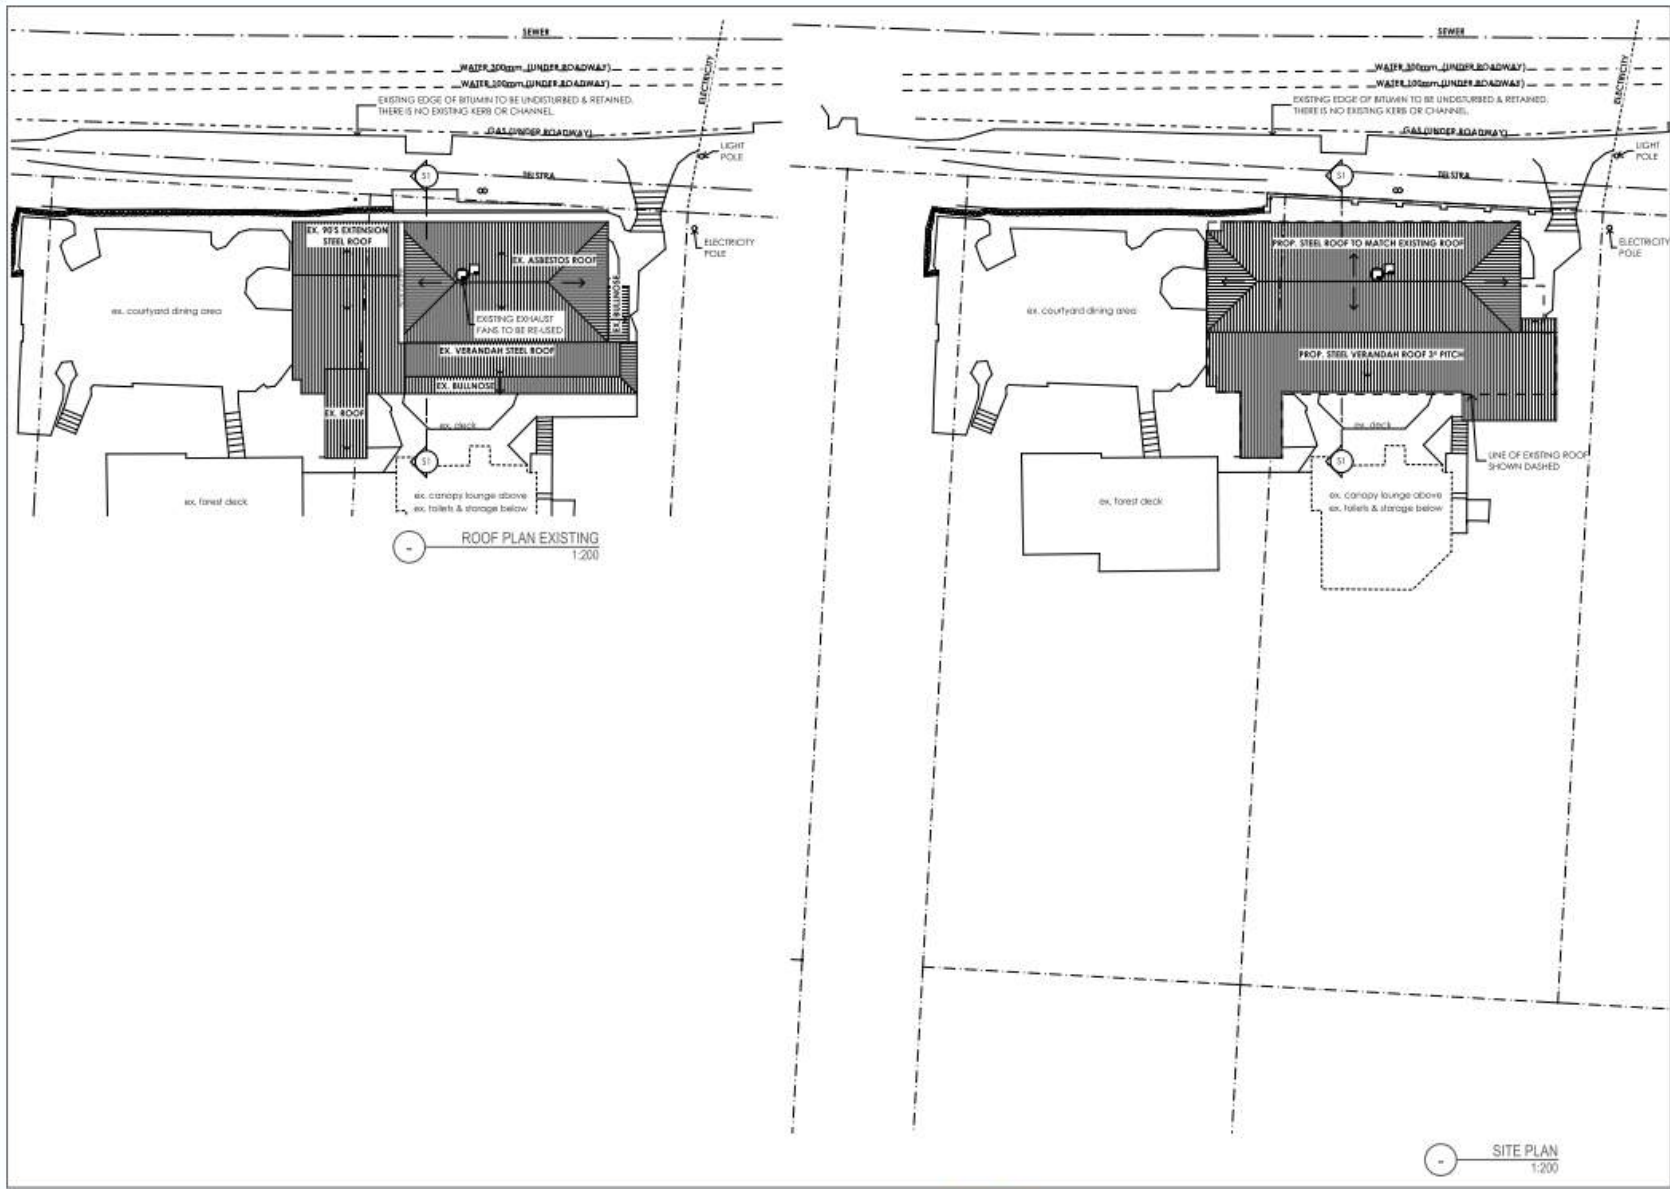 SEWER
WATER 300mm (UNDER ROADWAY)
WATER 100mm (UNDER ROADWAY)
ELECTRICITY
EXISTING EDGE OF BITUMIN TO BE UNDISTURBED & RETAINED.
THERE IS NO EXISTING KERB OR CHANNEL.
GAS (UNDER ROADWAY)
LIGHT
POLE
S1
TELSTRA
EX. 90'S EXTENSION
STEEL ROOF
EX. ASBESTOS ROOF
ELECTRICITY
POLE
EX. BULLNOSE
ex. courtyard dining area
EXISTING EXHAUST
FANS TO BE RE-USED
EX. VERANDAH STEEL ROOF
EX. BULLNOSE
EX. ROOF
ex. deck
S1
ex. forest deck
ex. canopy lounge above
ex. toilets & storage below
-
ROOF PLAN EXISTING
1:200
SEWER
WATER 300mm (UNDER ROADWAY)
WATER 100mm (UNDER ROADWAY)
ELECTRICITY
EXISTING EDGE OF BITUMIN TO BE UNDISTURBED & RETAINED.
THERE IS NO EXISTING KERB OR CHANNEL.
GAS (UNDER ROADWAY)
LIGHT
POLE
S1
TELSTRA
PROP. STEEL ROOF TO MATCH EXISTING ROOF
ELECTRICITY
POLE
ex. courtyard dining area
PROP. STEEL VERANDAH ROOF 3° PITCH
ex. deck
S1
LINE OF EXISTING ROOF
SHOWN DASHED
ex. forest deck
ex. canopy lounge above
ex. toilets & storage below
-
SITE PLAN
1:200